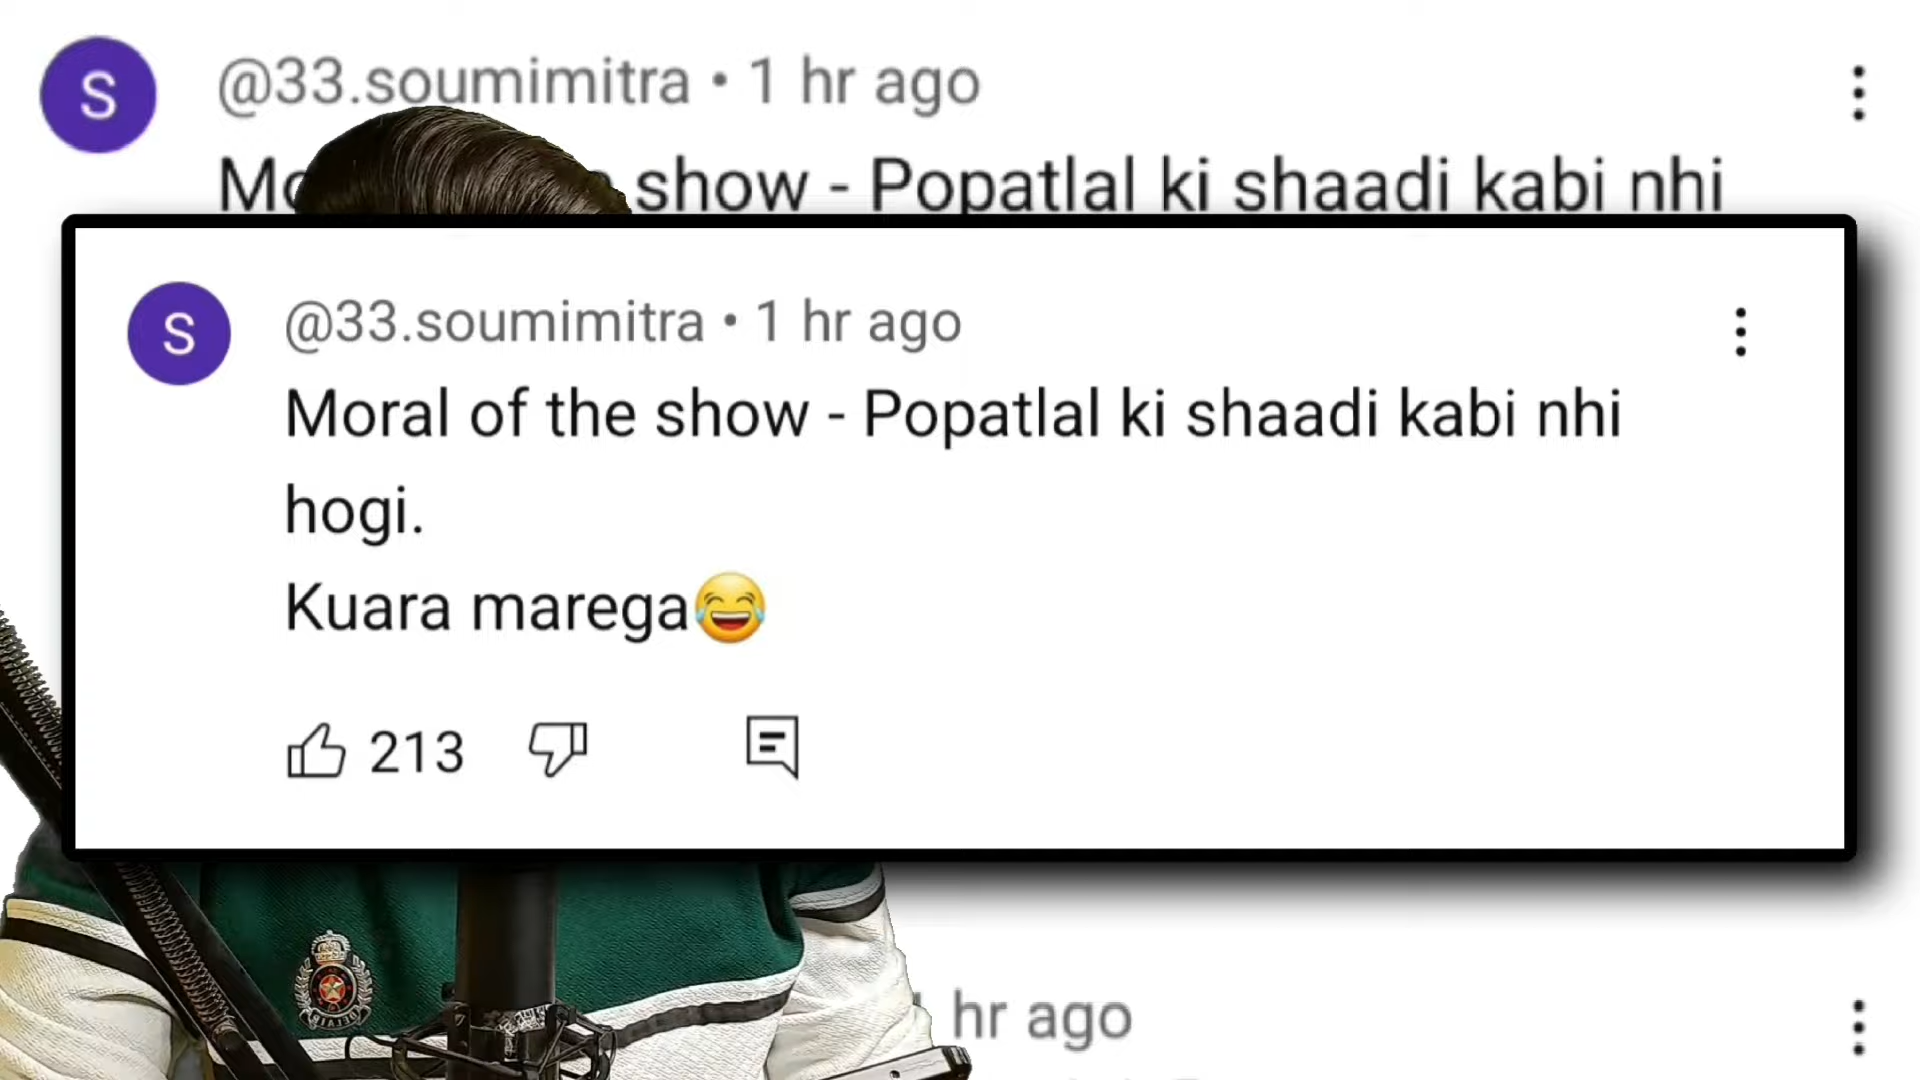 S
@33.soumimitra • 1 hr ago
show - Popatlal ki shaadi kabi nhi
S
@33.soumimitra • 1 hr ago
Moral of the show - Popatlal ki shaadi kabi nhi
hogi.
Kuara marega😂
213
hr ago